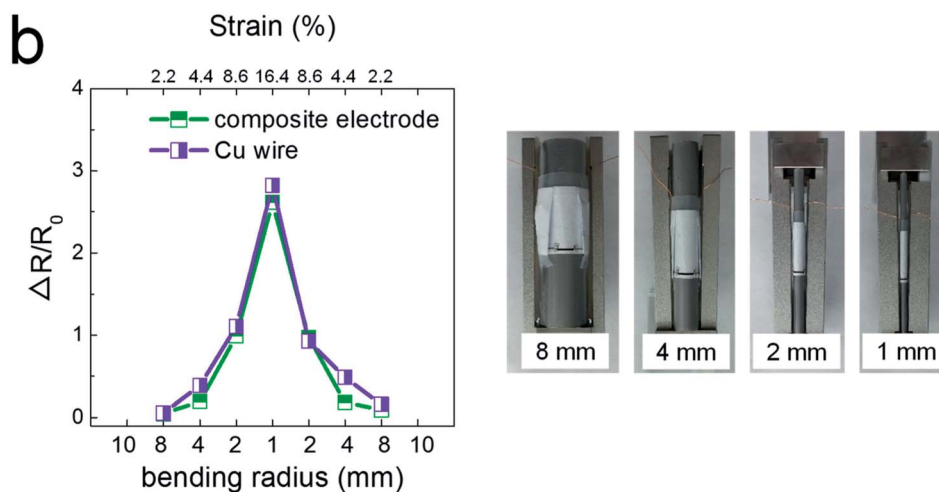 b
Strain (%)
2.2 4.4 8.6 16.4 8.6 4.4 2.2
4
composite electrode
Cu wire
3
2
1
0
ΔR/R₀
10 8 4 2 1 2 4 8 10
bending radius (mm)
8 mm
4 mm
2 mm
1 mm